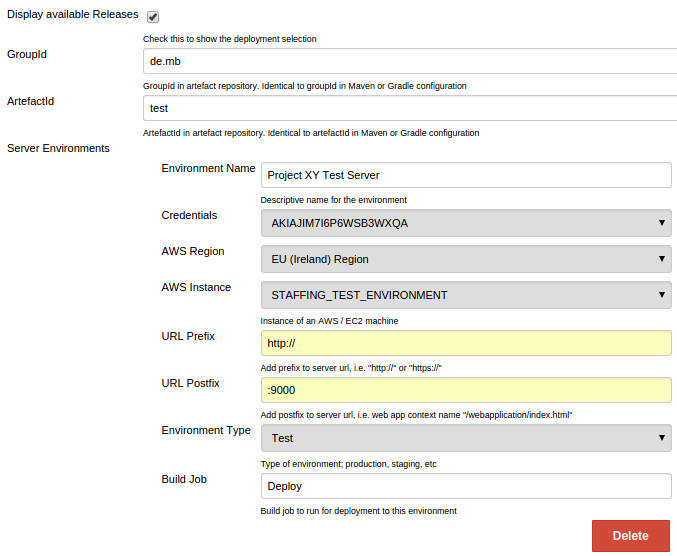 Display available Releases
Check this to show the deployment selection
GroupId
de.mb
GroupId in artefact repository. Identical to groupId in Maven or Gradle configuration
ArtefactId
test
ArtefactId in artefact repository. Identical to artefactId in Maven or Gradle configuration
Server Environments
Environment Name
Project XY Test Server
Descriptive name for the environment
Credentials
AKIAJIM7I6P6WSB3WXQA
AWS Region
EU (Ireland) Region
AWS Instance
STAFFING_TEST_ENVIRONMENT
Instance of an AWS / EC2 machine
URL Prefix
http://
Add prefix to server url, i.e. "http://" or "https://"
URL Postfix
:9000
Add postfix to server url, i.e. web app context name "/webapplication/index.html"
Environment Type
Test
Type of environment; production, staging, etc
Build Job
Deploy
Build job to run for deployment to this environment
Delete